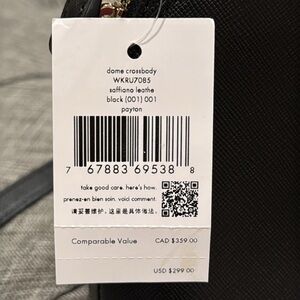 dome crossbody
WKRU7085
saffiano leathe
black (001) 001
payton
7 67883 69538 8
take good care. here's how.
prenez-en bien soin. voici comment.
请妥善维护。这是具体做法。
Comparable Value CAD $359.00
USD $299.00